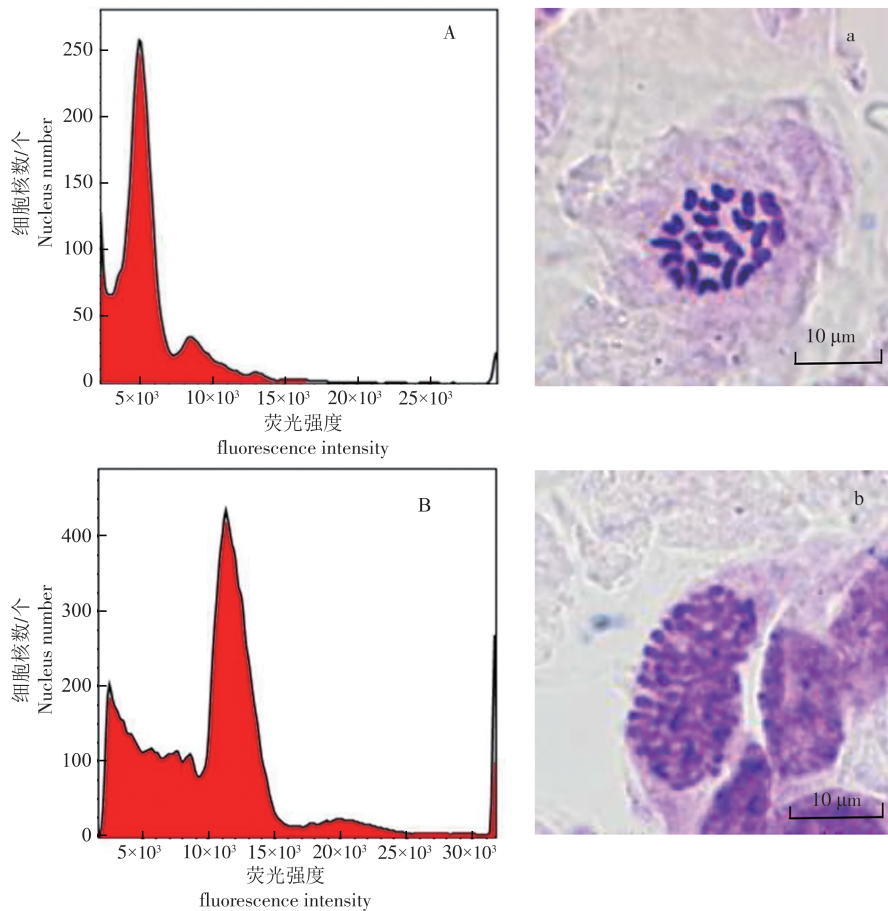 A
250
200
150
100
50
0
细胞核数/个
Nucleus number
5×10³ 10×10³ 15×10³ 20×10³ 25×10³
荧光强度
fluorescence intensity
a
10 μm
B
400
300
200
100
0
细胞核数/个
Nucleus number
5×10³ 10×10³ 15×10³ 20×10³ 25×10³ 30×10³
荧光强度
fluorescence intensity
b
10 μm